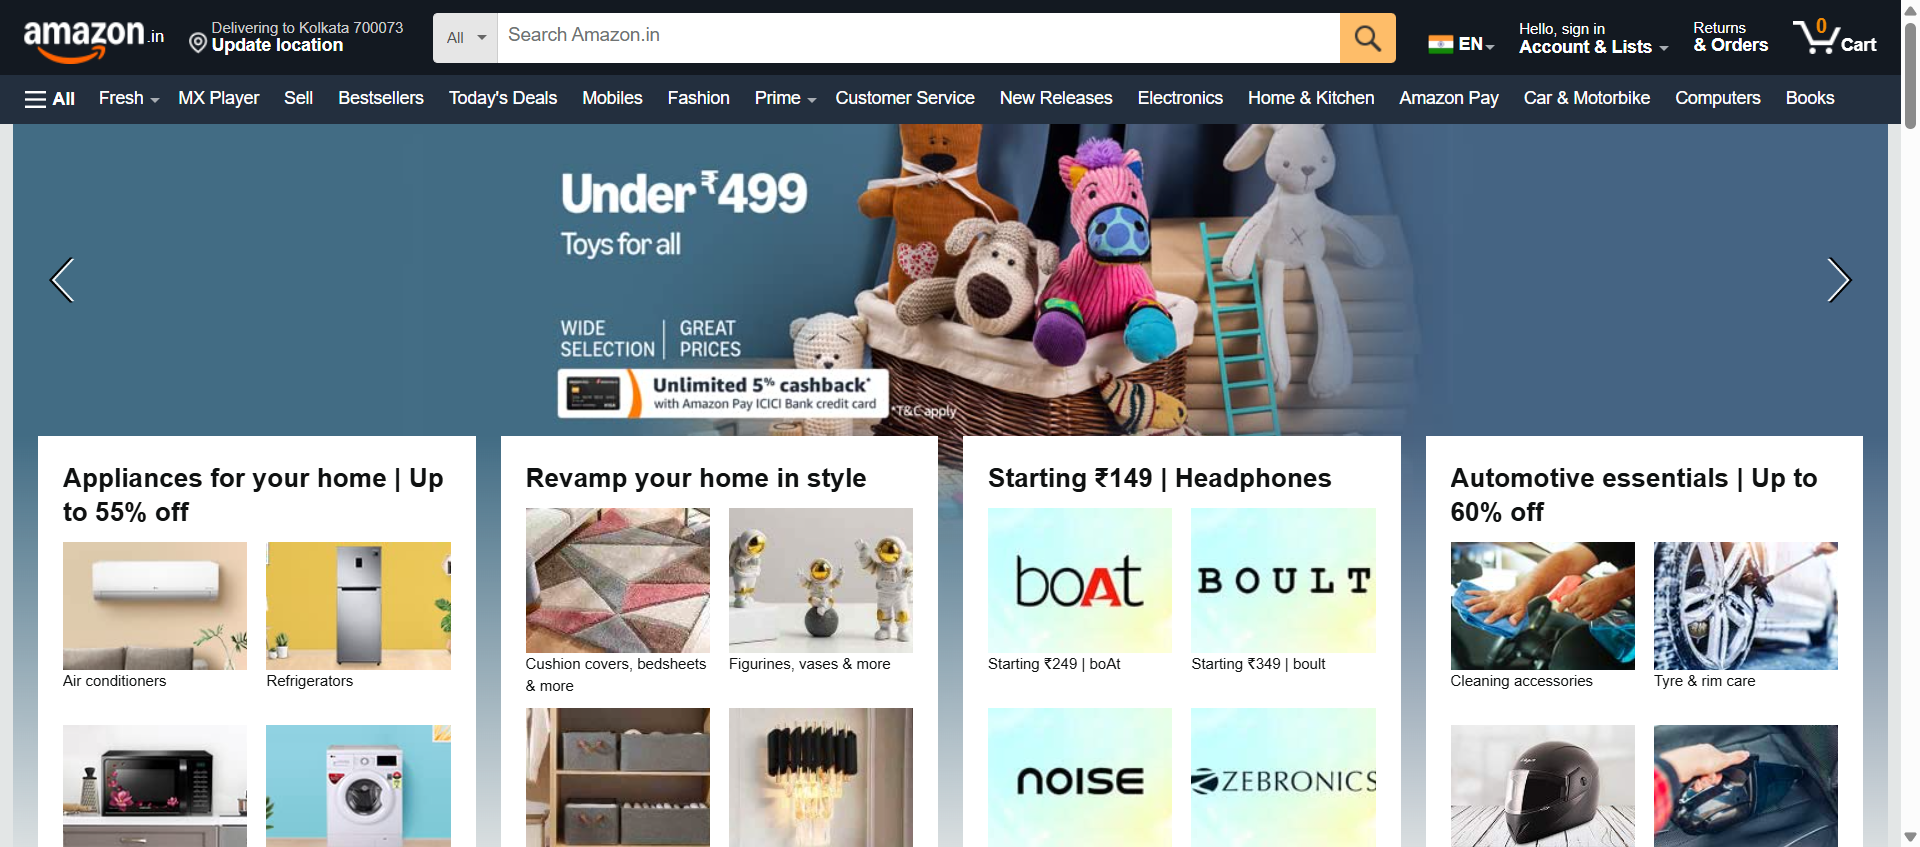 amazon.in
Delivering to Kolkata 700073
Update location
All
Search Amazon.in
EN
Hello, sign in
Account & Lists
Returns
& Orders
0
Cart
All
Fresh
MX Player
Sell
Bestsellers
Today's Deals
Mobiles
Fashion
Prime
Customer Service
New Releases
Electronics
Home & Kitchen
Amazon Pay
Car & Motorbike
Computers
Books
Under ₹499
Toys for all
WIDE SELECTION
GREAT PRICES
Unlimited 5% cashback*
with Amazon Pay ICICI Bank credit card
*T&C apply
Appliances for your home | Up
to 55% off
Air conditioners
Refrigerators
Revamp your home in style
Cushion covers, bedsheets
& more
Figurines, vases & more
Starting ₹149 | Headphones
boAt
BOULT
Starting ₹249 | boAt
Starting ₹349 | boult
noise
ZEBRONICS
Automotive essentials | Up to
60% off
Cleaning accessories
Tyre & rim care